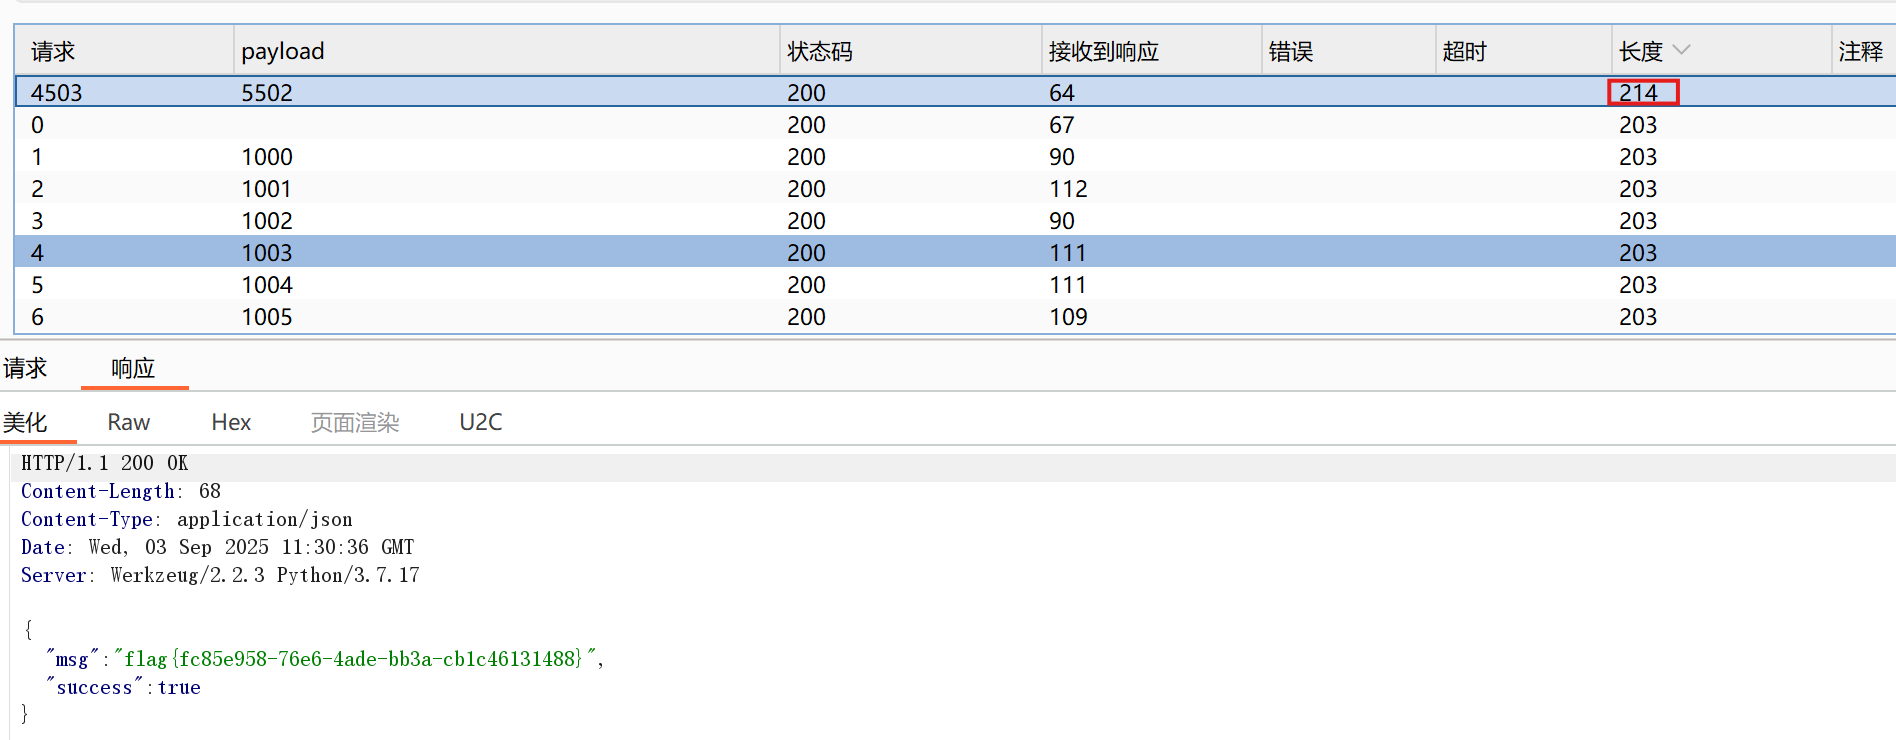 请求 payload 状态码 接收到响应 错误 超时 长度 注释
4503 5502 200 64 214
0 200 67 203
1 1000 200 90 203
2 1001 200 112 203
3 1002 200 90 203
4 1003 200 111 203
5 1004 200 111 203
6 1005 200 109 203
请求 响应
美化 Raw Hex 页面渲染 U2C
HTTP/1.1 200 OK
Content-Length: 68
Content-Type: application/json
Date: Wed, 03 Sep 2025 11:30:36 GMT
Server: Werkzeug/2.2.3 Python/3.7.17
{
"msg":"flag{fc85e958-76e6-4ade-bb3a-cb1c46131488}",
"success":true
}